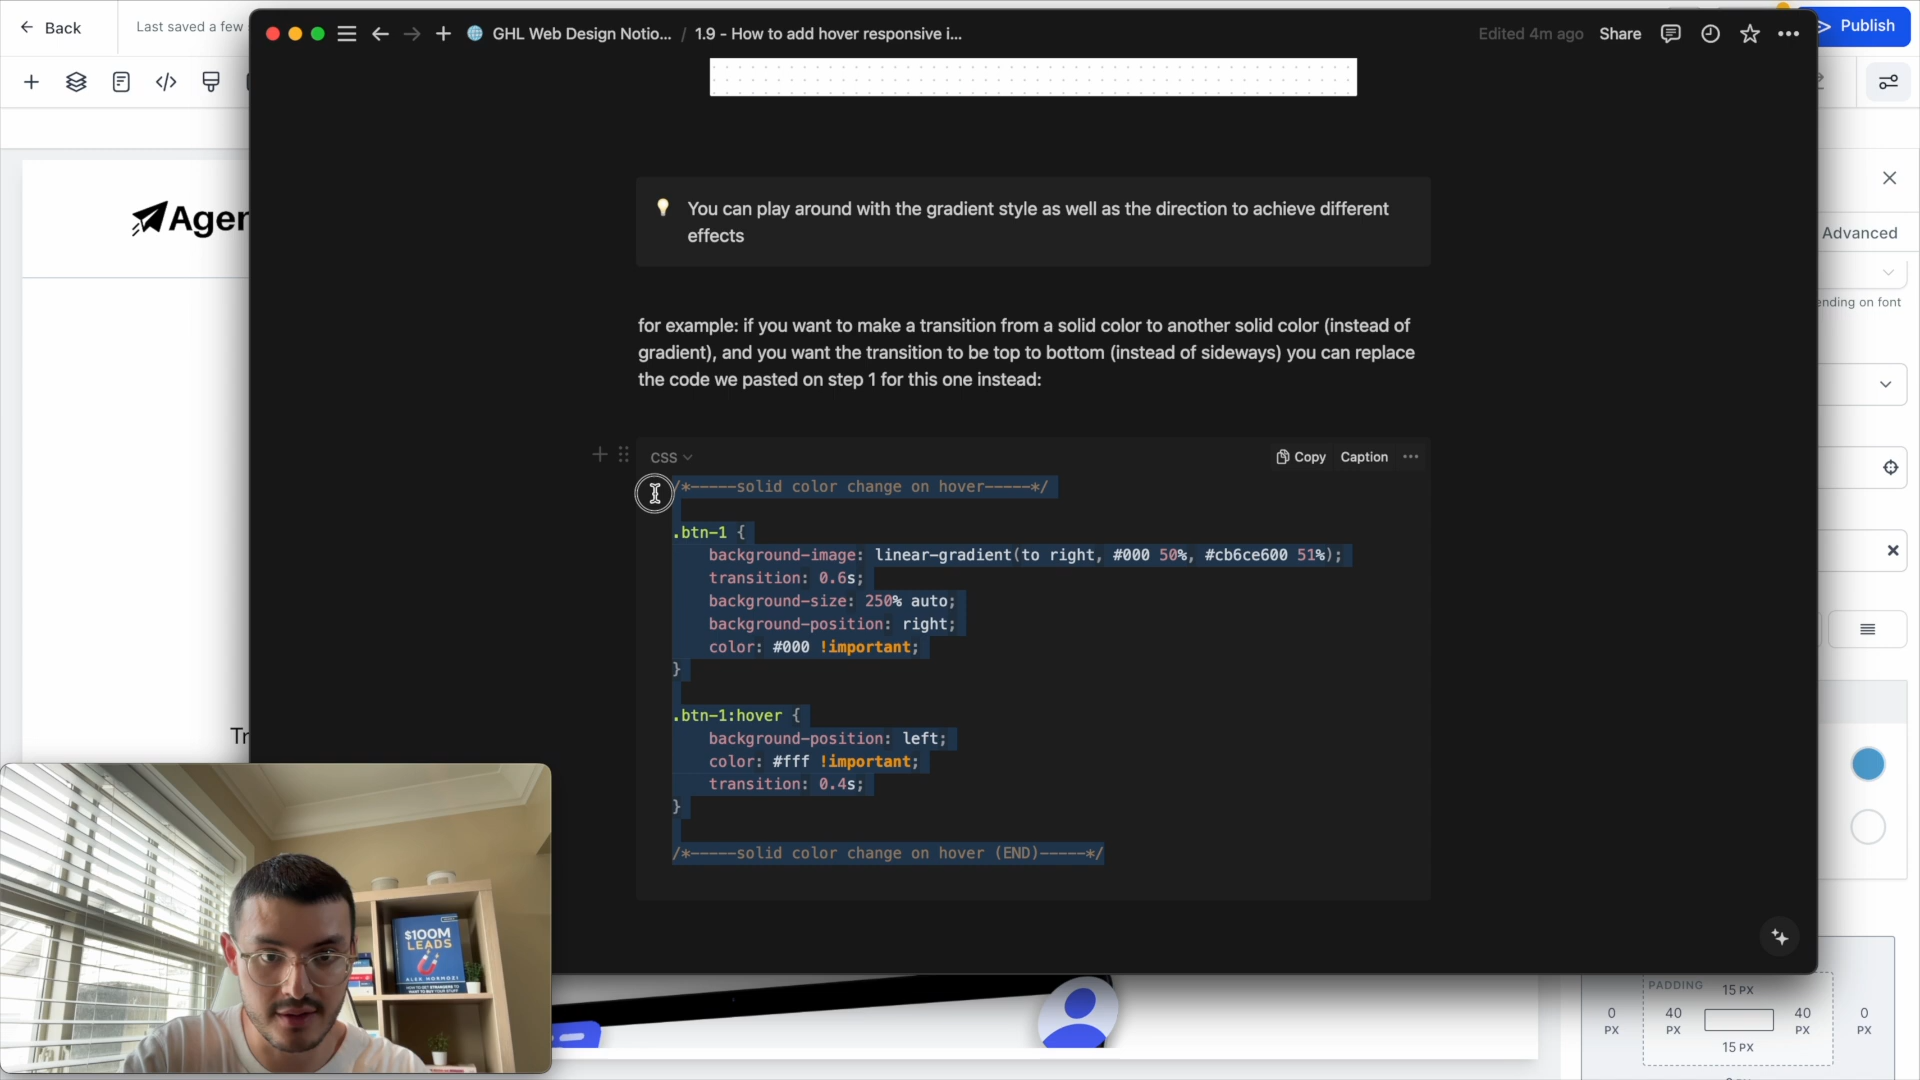 Back
Last saved a few
GHL Web Design Notio... / 1.9 - How to add hover responsive i...
Edited 4m ago
Share
Publish
Agen
Advanced
ending on font
You can play around with the gradient style as well as the direction to achieve different
effects
for example: if you want to make a transition from a solid color to another solid color (instead of
gradient), and you want the transition to be top to bottom (instead of sideways) you can replace
the code we pasted on step 1 for this one instead:
CSS
Copy
Caption
/*-----solid color change on hover-----*/
.btn-1 {
background-image: linear-gradient(to right, #000 50%, #cb6ce600 51%);
transition: 0.6s;
background-size: 250% auto;
background-position: right;
color: #000 !important;
}
.btn-1:hover {
background-position: left;
color: #fff !important;
transition: 0.4s;
}
/*-----solid color change on hover (END)-----*/
Tr
$100M
LEADS
ALEX HORMOZI
PADDING
15 PX
0 PX
40 PX
40 PX
0 PX
15 PX